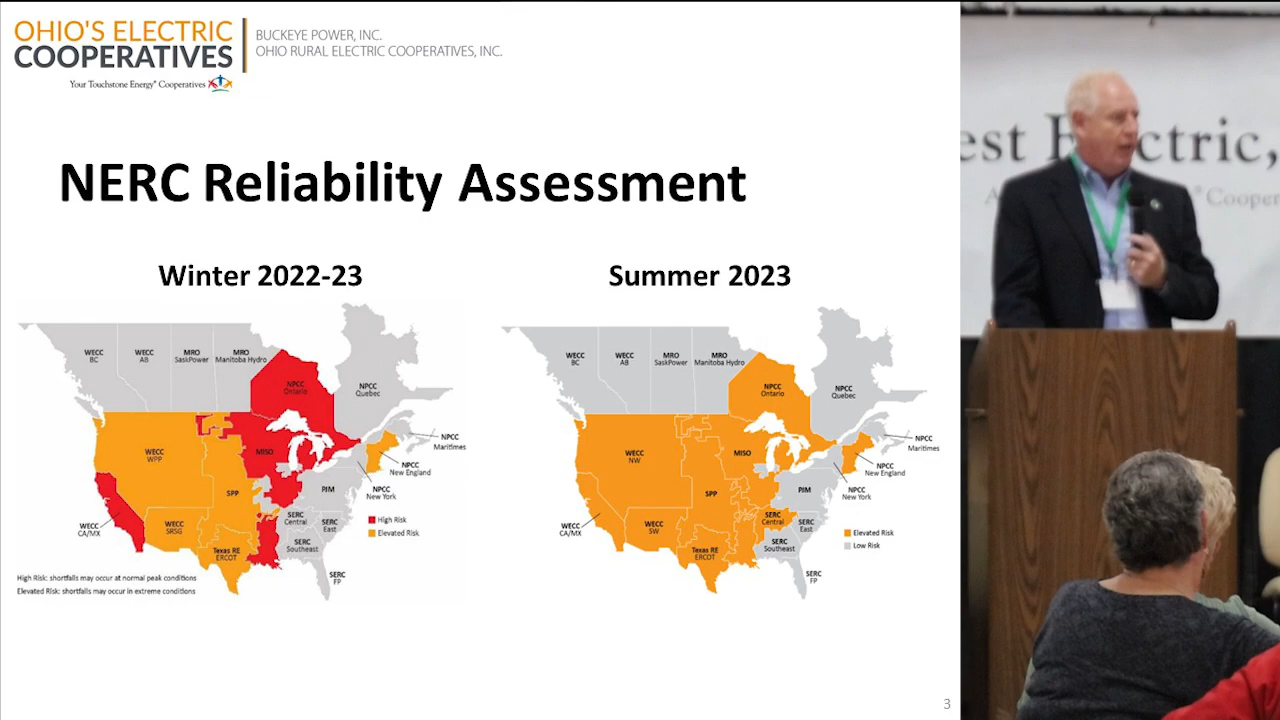 OHIO'S ELECTRIC
COOPERATIVES
Your Touchstone Energy® Cooperatives
BUCKEYE POWER, INC.
OHIO RURAL ELECTRIC COOPERATIVES, INC.
NERC Reliability Assessment
Winter 2022-23
WECC
BC
WECC
AB
MRO
SaskPower
MRO
Manitoba Hydro
NPCC
Ontario
NPCC
Quebec
NPCC
Maritimes
NPCC
New England
NPCC
New York
WECC
WPP
MISO
SPP
PJM
WECC
CA/MX
WECC
SRSG
Texas RE
ERCOT
SERC
Central
SERC
East
SERC
Southeast
SERC
FP
High Risk
Elevated Risk
High Risk: shortfalls may occur at normal peak conditions
Elevated Risk: shortfalls may occur in extreme conditions
Summer 2023
WECC
BC
WECC
AB
MRO
SaskPower
MRO
Manitoba Hydro
NPCC
Ontario
NPCC
Quebec
NPCC
Maritimes
NPCC
New England
NPCC
New York
WECC
NW
MISO
SPP
PJM
WECC
CA/MX
WECC
SW
Texas RE
ERCOT
SERC
Central
SERC
East
SERC
Southeast
SERC
FP
Elevated Risk
Low Risk
3
est E ctric,
Cooper